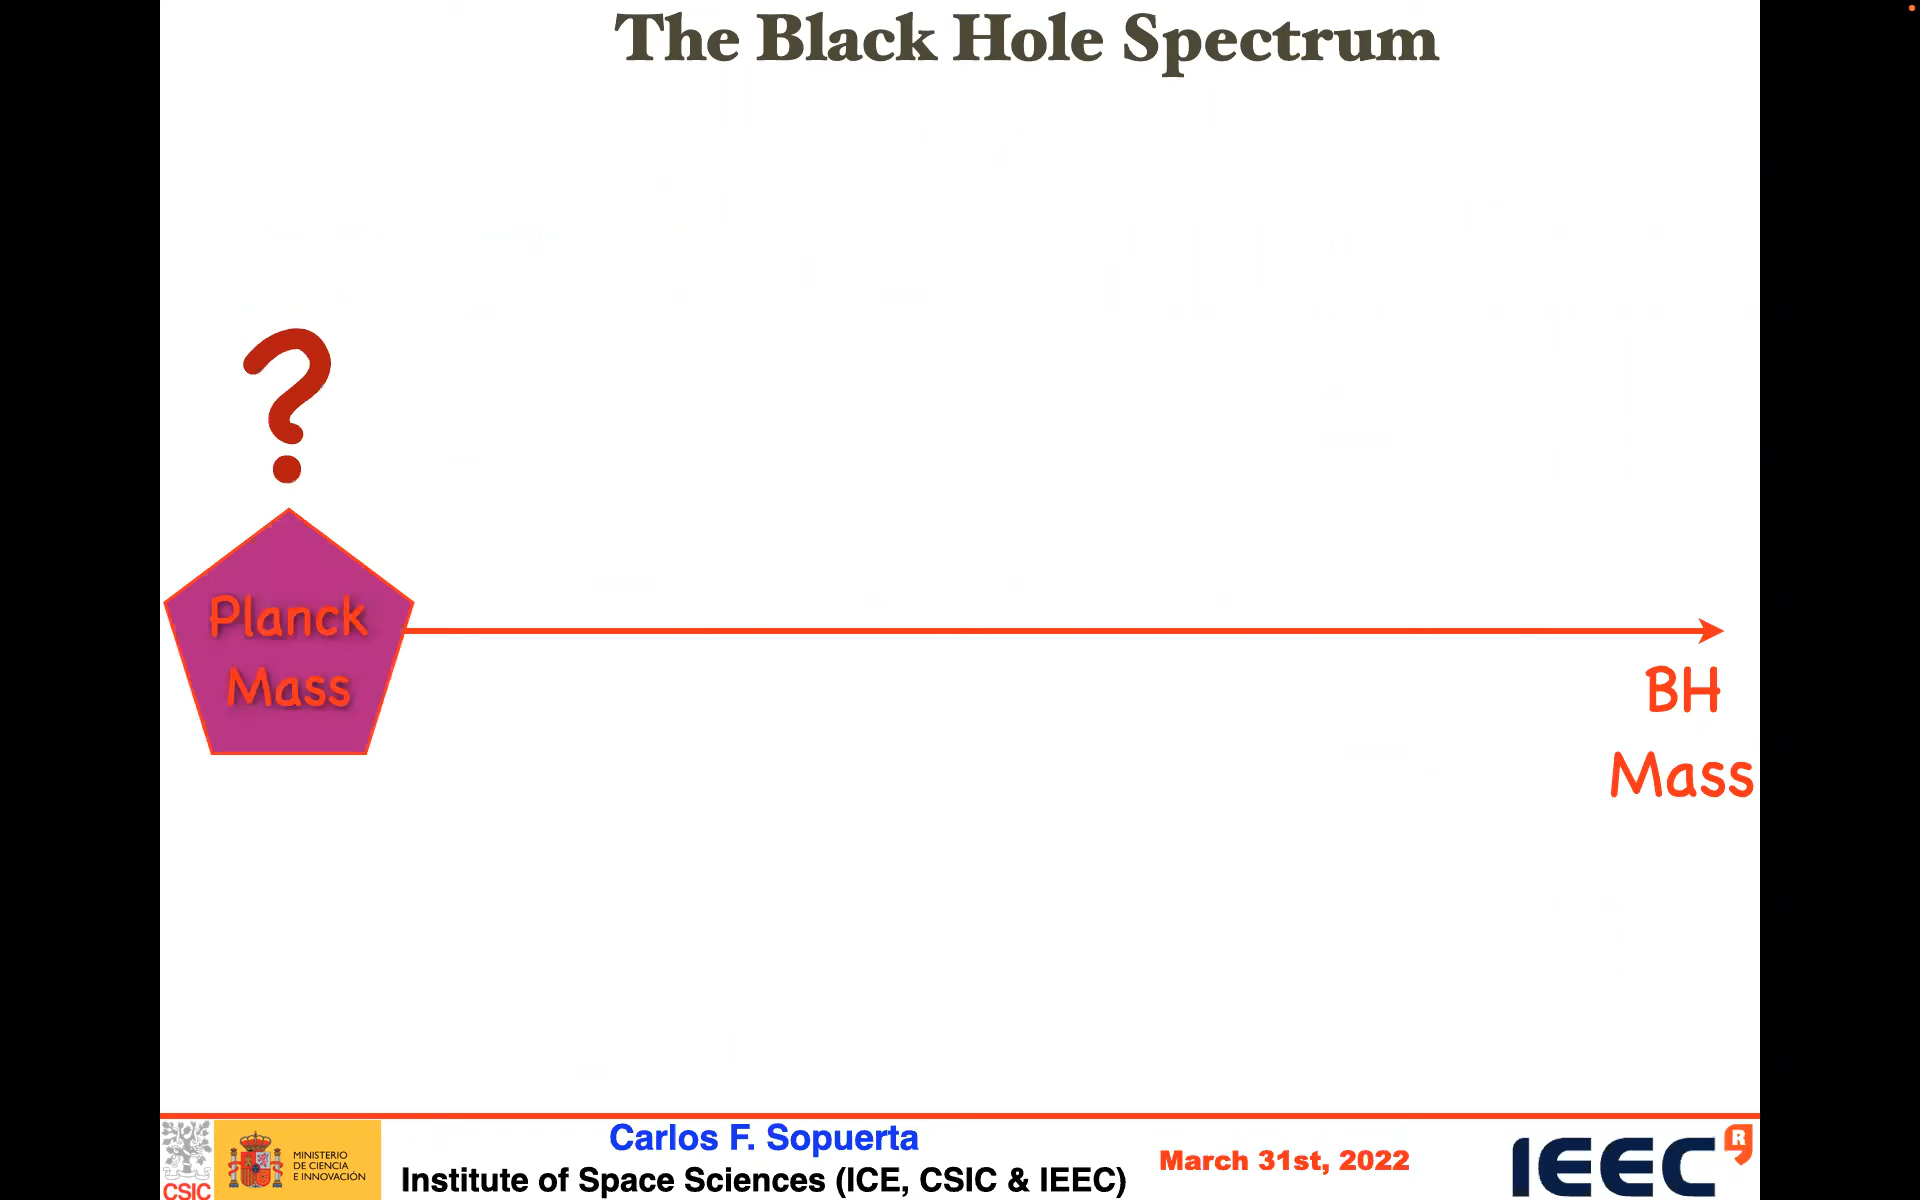 The Black Hole Spectrum
?
Planck
Mass
BH
Mass
CSIC
MINISTERIO
DE CIENCIA
E INNOVACIÓN
Carlos F. Sopuerta
Institute of Space Sciences (ICE, CSIC & IEEC)
March 31st, 2022
IEEC
R